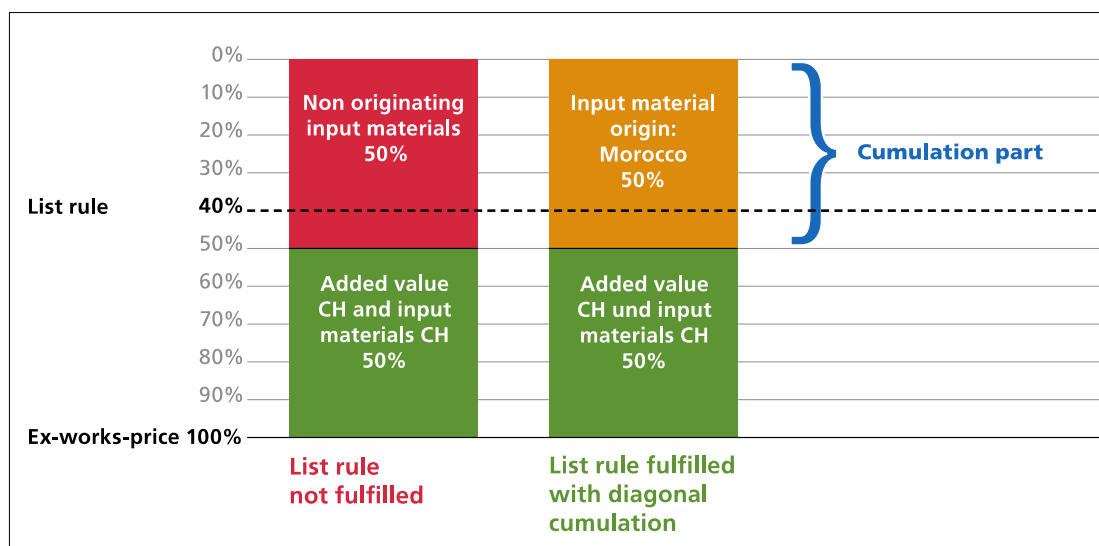 0%
10%
20%
30%
List rule 40%
50%
60%
70%
80%
90%
Ex-works-price 100%
Non originating
input materials
50%
Added value
CH and input
materials CH
50%
List rule
not fulfilled
Input material
origin:
Morocco
50%
Added value
CH und input
materials CH
50%
List rule fulfilled
with diagonal
cumulation
Cumulation part